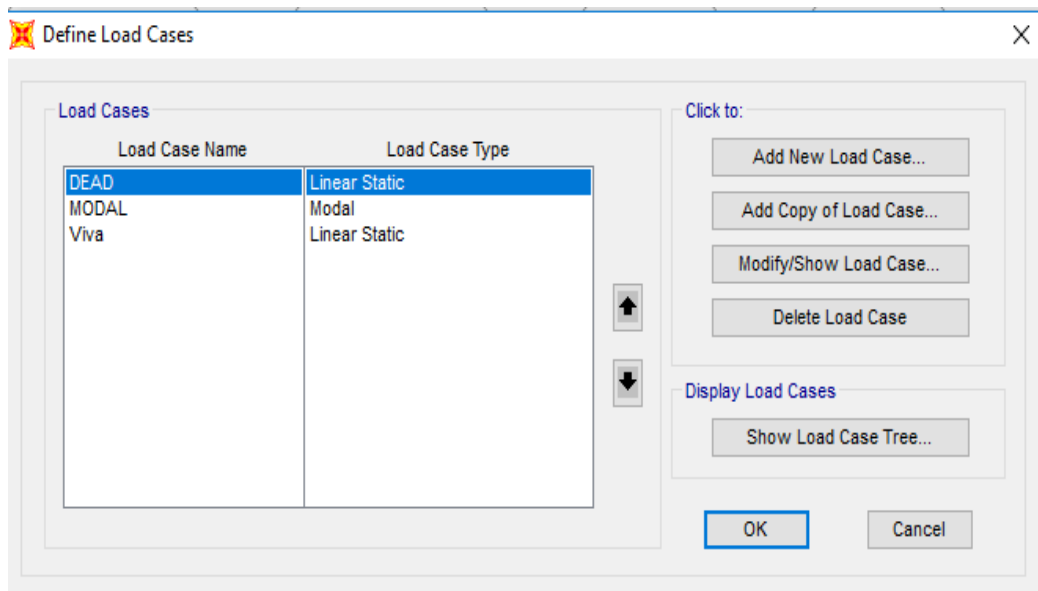 Define Load Cases
Load Cases
Load Case Name Load Case Type
DEAD Linear Static
MODAL Modal
Viva Linear Static
Click to:
Add New Load Case...
Add Copy of Load Case...
Modify/Show Load Case...
Delete Load Case
Display Load Cases
Show Load Case Tree...
OK Cancel